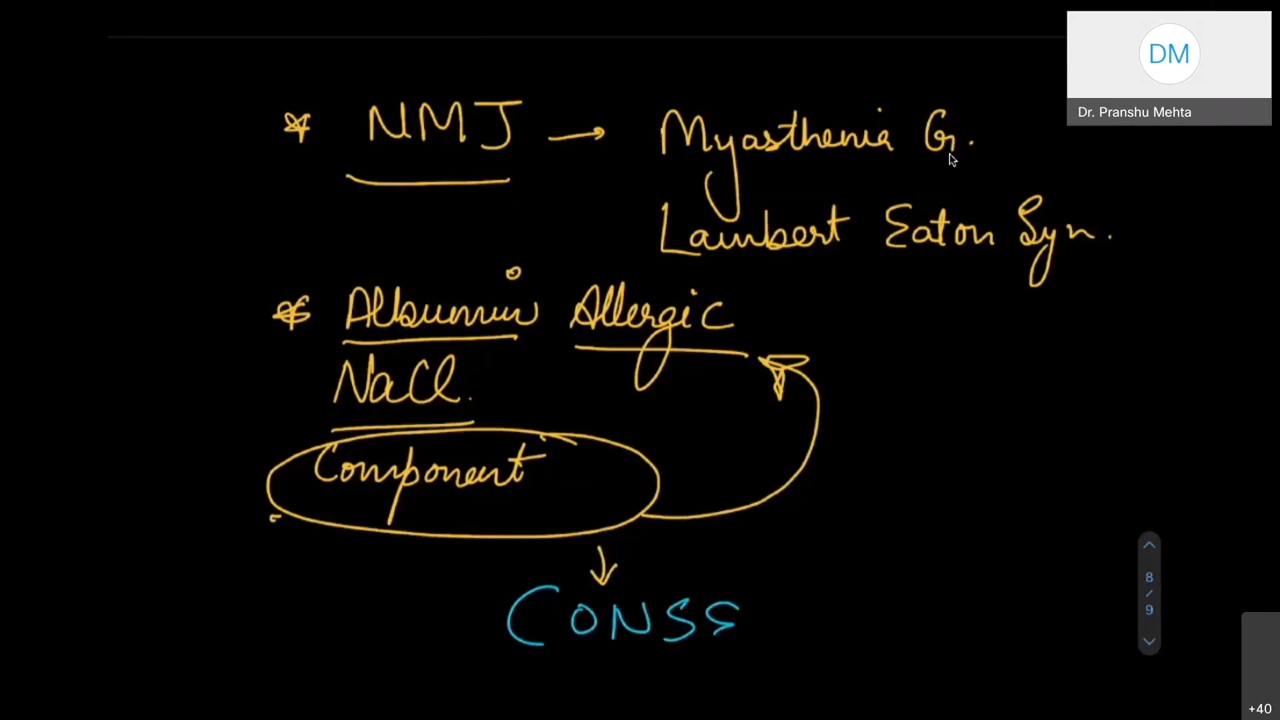 DM
Dr. Pranshu Mehta
* NMJ → Myasthenia G.
Lambert Eaton Syn.
* Albumin Allergic
NaCl.
Component
↓
CONSS
8
/
9
+40